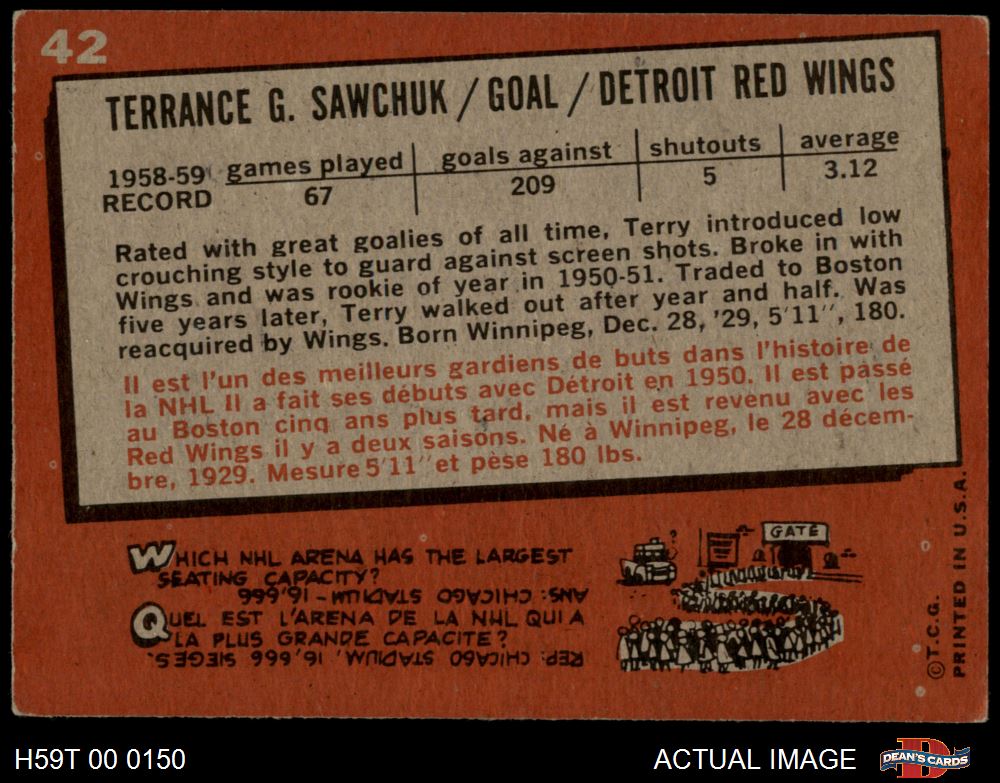 42
TERRANCE G. SAWCHUK / GOAL / DETROIT RED WINGS
1958-59 games played goals against shutouts average
RECORD 67 209 5 3.12
Rated with great goalies of all time, Terry introduced low
crouching style to guard against screen shots. Broke in with
Wings and was rookie of year in 1950-51. Traded to Boston
five years later, Terry walked out after year and half. Was
reacquired by Wings. Born Winnipeg, Dec. 28, '29, 5'11", 180.
Il est l'un des meilleurs gardiens de buts dans l'histoire de
la NHL Il a fait ses débuts avec Détroit en 1950. Il est passé
au Boston cinq ans plus tard, mais il est revenu avec les
Red Wings il y a deux saisons. Né à Winnipeg, le 28 décem-
bre, 1929. Mesure 5'11" et pèse 180 lbs.
WHICH NHL ARENA HAS THE LARGEST
SEATING CAPACITY?
ANS: CHICAGO STADIUM - 16,666
QUEL EST L'ARENA DE LA NHL QUI A
LA PLUS GRANDE CAPACITE?
REP: CHICAGO STADIUM, 16,666 SIEGES.
GATE
©T.C.G. PRINTED IN U.S.A.
H59T 00 0150
ACTUAL IMAGE
DEAN'S CARDS